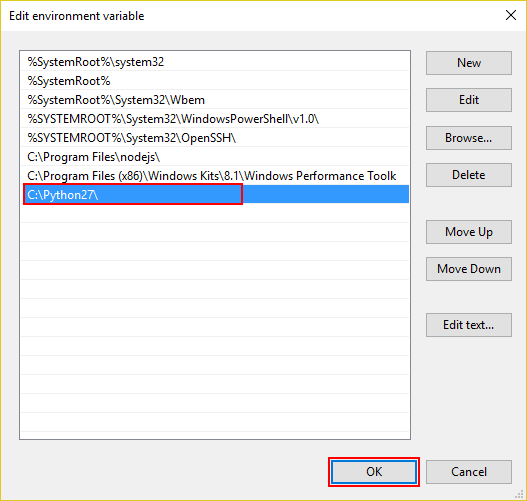 Edit environment variable
%SystemRoot%\system32
%SystemRoot%
%SystemRoot%\System32\Wbem
%SYSTEMROOT%\System32\WindowsPowerShell\v1.0\
%SYSTEMROOT%\System32\OpenSSH\
C:\Program Files\nodejs\
C:\Program Files (x86)\Windows Kits\8.1\Windows Performance Toolk
C:\Python27\
New
Edit
Browse...
Delete
Move Up
Move Down
Edit text...
OK
Cancel